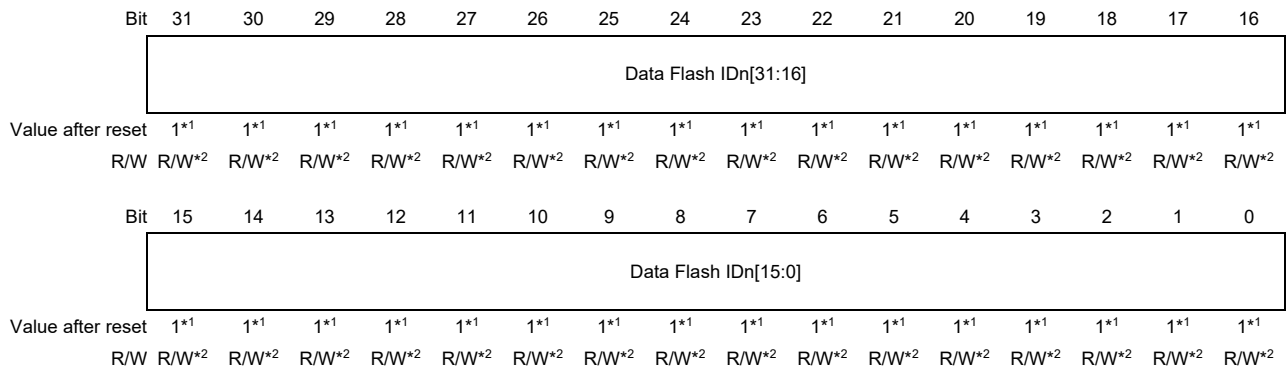 Bit 31 30 29 28 27 26 25 24 23 22 21 20 19 18 17 16
Data Flash IDn[31:16]
Value after reset 1*1 1*1 1*1 1*1 1*1 1*1 1*1 1*1 1*1 1*1 1*1 1*1 1*1 1*1 1*1 1*1
R/W R/W*2 R/W*2 R/W*2 R/W*2 R/W*2 R/W*2 R/W*2 R/W*2 R/W*2 R/W*2 R/W*2 R/W*2 R/W*2 R/W*2 R/W*2 R/W*2
Bit 15 14 13 12 11 10 9 8 7 6 5 4 3 2 1 0
Data Flash IDn[15:0]
Value after reset 1*1 1*1 1*1 1*1 1*1 1*1 1*1 1*1 1*1 1*1 1*1 1*1 1*1 1*1 1*1 1*1
R/W R/W*2 R/W*2 R/W*2 R/W*2 R/W*2 R/W*2 R/W*2 R/W*2 R/W*2 R/W*2 R/W*2 R/W*2 R/W*2 R/W*2 R/W*2 R/W*2